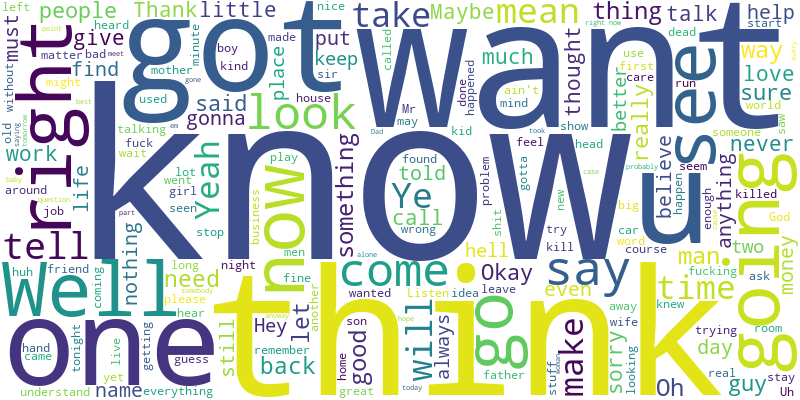 left
people
Thank
little
take
Maybe
mean
thing
talk
help
right now
heard
nice
start
must
give
got
minute
put
want
called
matter
bad
meet
boy
made
much
use
dead
way
without
right
find
kind
sir
keep
thought
see
first
love
might
gone
place
happened
done
care
run
sure
mother
ain't
better
world
used
said
house
mind
best
gonna
look
Mr
may
show
really
someone
saw
old
saying
tomorrow
talking
em
Dad
kid
took
never
work
fuck
know
feel
head
us
wait
Yeah
play
something
found
problem
case
probably
lot
told
gotta
believe
seem
anything
killed
around
life
went
girl
Ye
new
happen
going
baby
question
job
seen
call
big
enough
God
part
business
wrong
shit
try
car
nothing
stop
now
kill
word
tell
men
alone
hell
course
man
two
money
huh
friend
coming
long
night
fine
come
Okay
say
fucking
ask
Well
please
need
somebody
another
wanted
Listen
idea
leave
even
knew
time
hear
think
anyway
hope
go
away
trying
room
one
hand
tonight
live
getting
still
Hey
let
son
will
always
make
sorry
wife
day
came
guess
remember
good
looking
real
guy
stay
yet
back
home
father
stuff
understand
name
everything
great
today
Oh
Uh